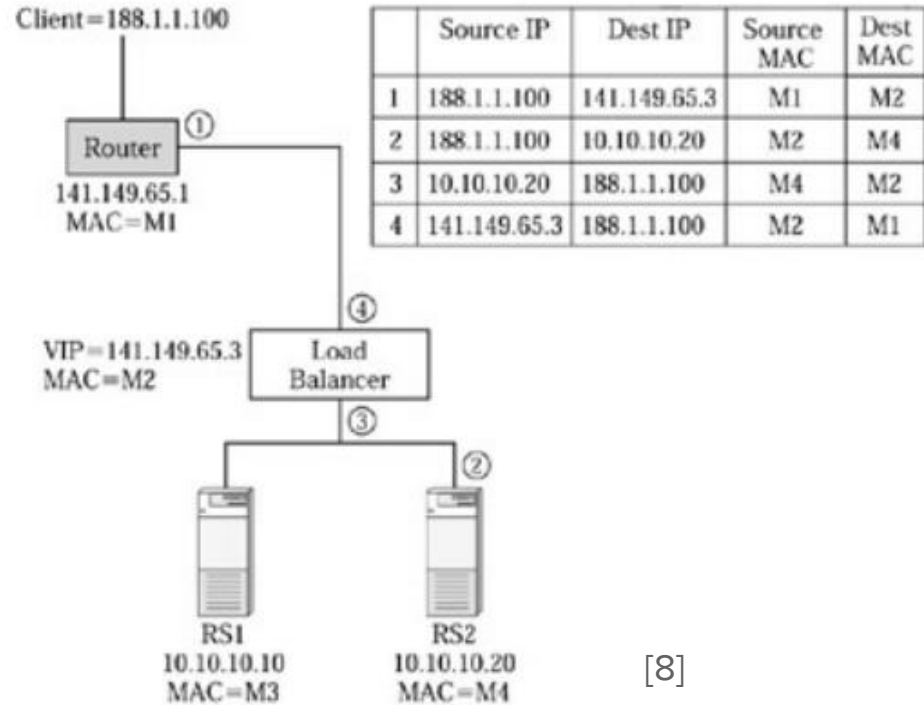 Client=188.1.1.100
①
Router
141.149.65.1
MAC=M1
Source IP Dest IP Source MAC Dest MAC
1 188.1.1.100 141.149.65.3 M1 M2
2 188.1.1.100 10.10.10.20 M2 M4
3 10.10.10.20 188.1.1.100 M4 M2
4 141.149.65.3 188.1.1.100 M2 M1
④
VIP=141.149.65.3
MAC=M2
Load
Balancer
③
②
RS1
10.10.10.10
MAC=M3
RS2
10.10.10.20
MAC=M4
[8]